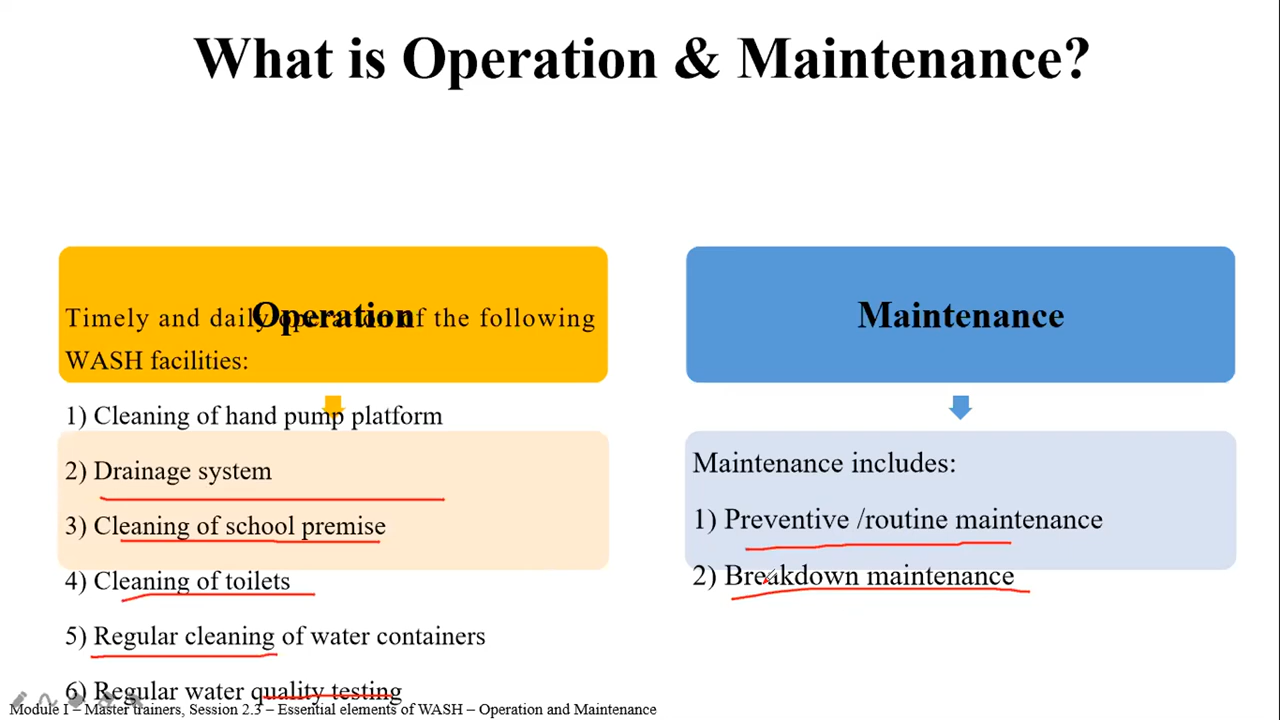 What is Operation & Maintenance?
Operation
Timely and daily operation of the following
WASH facilities:
1) Cleaning of hand pump platform
2) Drainage system
3) Cleaning of school premise
4) Cleaning of toilets
5) Regular cleaning of water containers
6) Regular water quality testing
Maintenance
Maintenance includes:
1) Preventive /routine maintenance
2) Breakdown maintenance
Module I – Master trainers, Session 2.3 – Essential elements of WASH – Operation and Maintenance